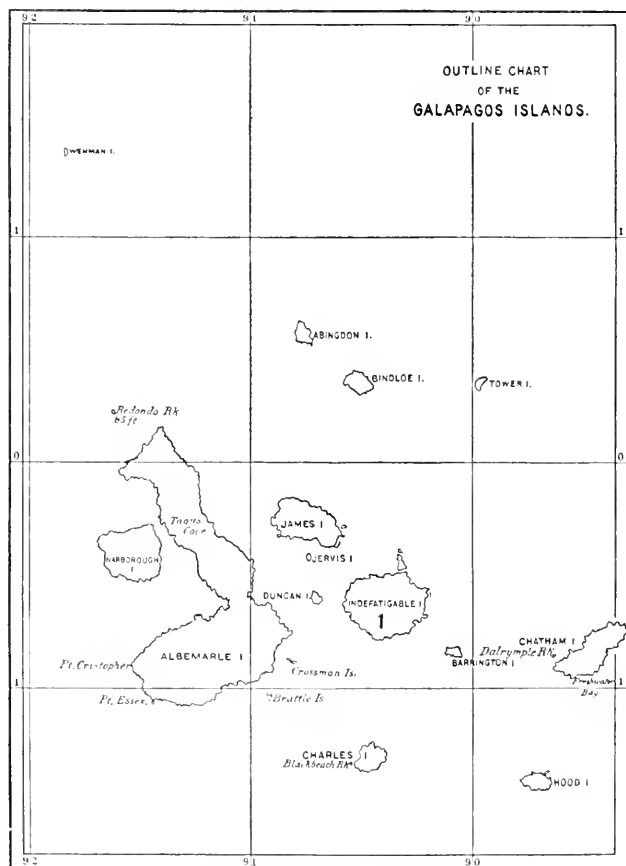 92
91
90
OUTLINE CHART
OF THE
GALAPAGOS ISLANDS.
WENMAN I.
1
1
ABINGDON I.
BINDLOE I.
TOWER I.
Redondo Rk
85 ft
0
0
Tagus
Cove
JAMES I
NARBOROUGH
I
JERVIS I
DUNCAN I
INDEFATIGABLE I
1
CHATHAM I
Dalrymple Rk
ALBEMARLE I
Pt. Cristopher
BARRINGTON I
Crossman Is.
Freshwater
Bay
1
1
Pt. Essex
Brattle Is
CHARLES I
Blackbeach Rk
HOOD I
92
91
90